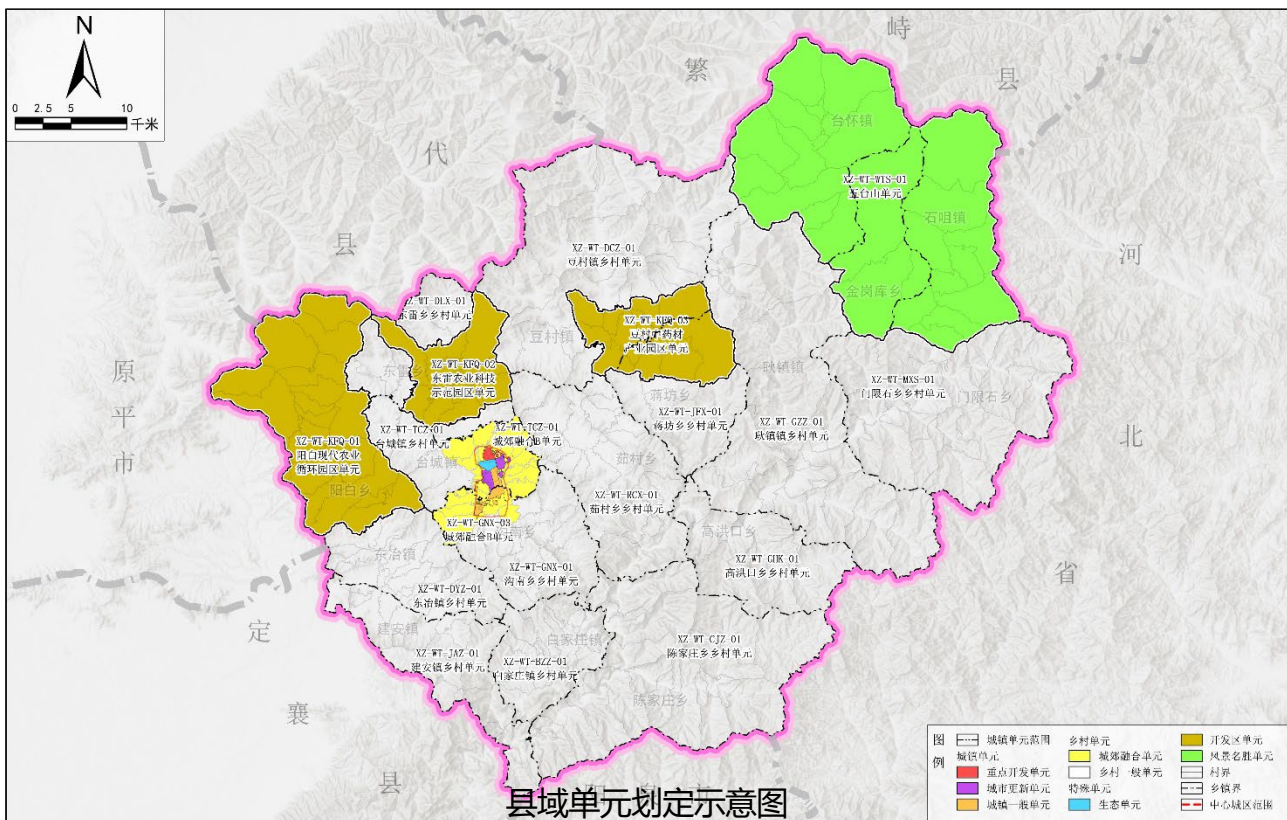 N
0 2.5 5 10
千米
峙
繁
县
代
县
河
北
省
原
平
市
定
襄
县
台怀镇
XZ-WT-WTS-01
五台山单元
石咀镇
金岗库乡
XZ-WT-DCZ-01
豆村镇乡村单元
XZ-WT-DLX-01
东雷乡乡村单元
豆村镇
XZ-WT-KFQ-03
豆村中药材
产业园区单元
东雷乡
XZ-WT-KFQ-02
东雷农业科技
示范园区单元
耿镇镇
蒋坊乡
XZ-WT-JFX-01
蒋坊乡乡村单元
XZ-WT-MXS-01
门限石乡乡村单元
门限石乡
XZ-WT-GZZ-01
耿镇镇乡村单元
XZ-WT-KFQ-01
阳白现代农业
循环园区单元
阳白乡
XZ-WT-TCZ-01
台城镇乡村单元
台城镇
XZ-WT-TCZ-01
城郊融合B单元
茹村乡
XZ-WT-RCX-01
茹村乡乡村单元
XZ-WT-GNX-03
城郊融合B单元
高洪口乡
XZ-WT-GHK-01
高洪口乡乡村单元
东冶镇
XZ-WT-GNX-01
沟南乡乡村单元
XZ-WT-DYZ-01
东冶镇乡村单元
建安镇
XZ-WT-JAZ-01
建安镇乡村单元
白家庄镇
XZ-WT-BZZ-01
白家庄镇乡村单元
XZ-WT-CJZ-01
陈家庄乡乡村单元
陈家庄乡
县域单元划定示意图
图例
城镇单元范围
城镇单元
重点开发单元
城市更新单元
城镇一般单元
乡村单元
城郊融合单元
乡村一般单元
特殊单元
生态单元
开发区单元
风景名胜单元
村界
乡镇界
中心城区范围